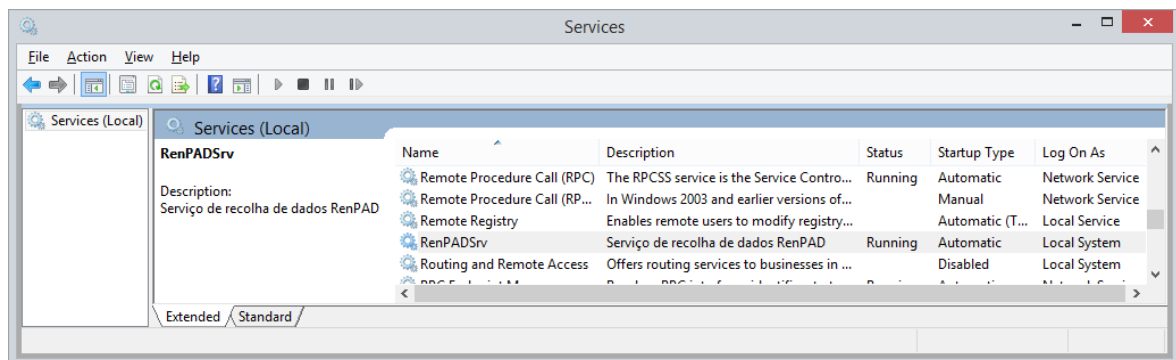 Services
File Action View Help
Services (Local)
Services (Local)
RenPADSrv
Description:
Serviço de recolha de dados RenPAD
Name Description Status Startup Type Log On As
Remote Procedure Call (RPC) The RPCSS service is the Service Contro... Running Automatic Network Service
Remote Procedure Call (RP... In Windows 2003 and earlier versions of... Manual Network Service
Remote Registry Enables remote users to modify registry... Automatic (T... Local Service
RenPADSrv Serviço de recolha de dados RenPAD Running Automatic Local System
Routing and Remote Access Offers routing services to businesses in ... Disabled Local System
Extended Standard